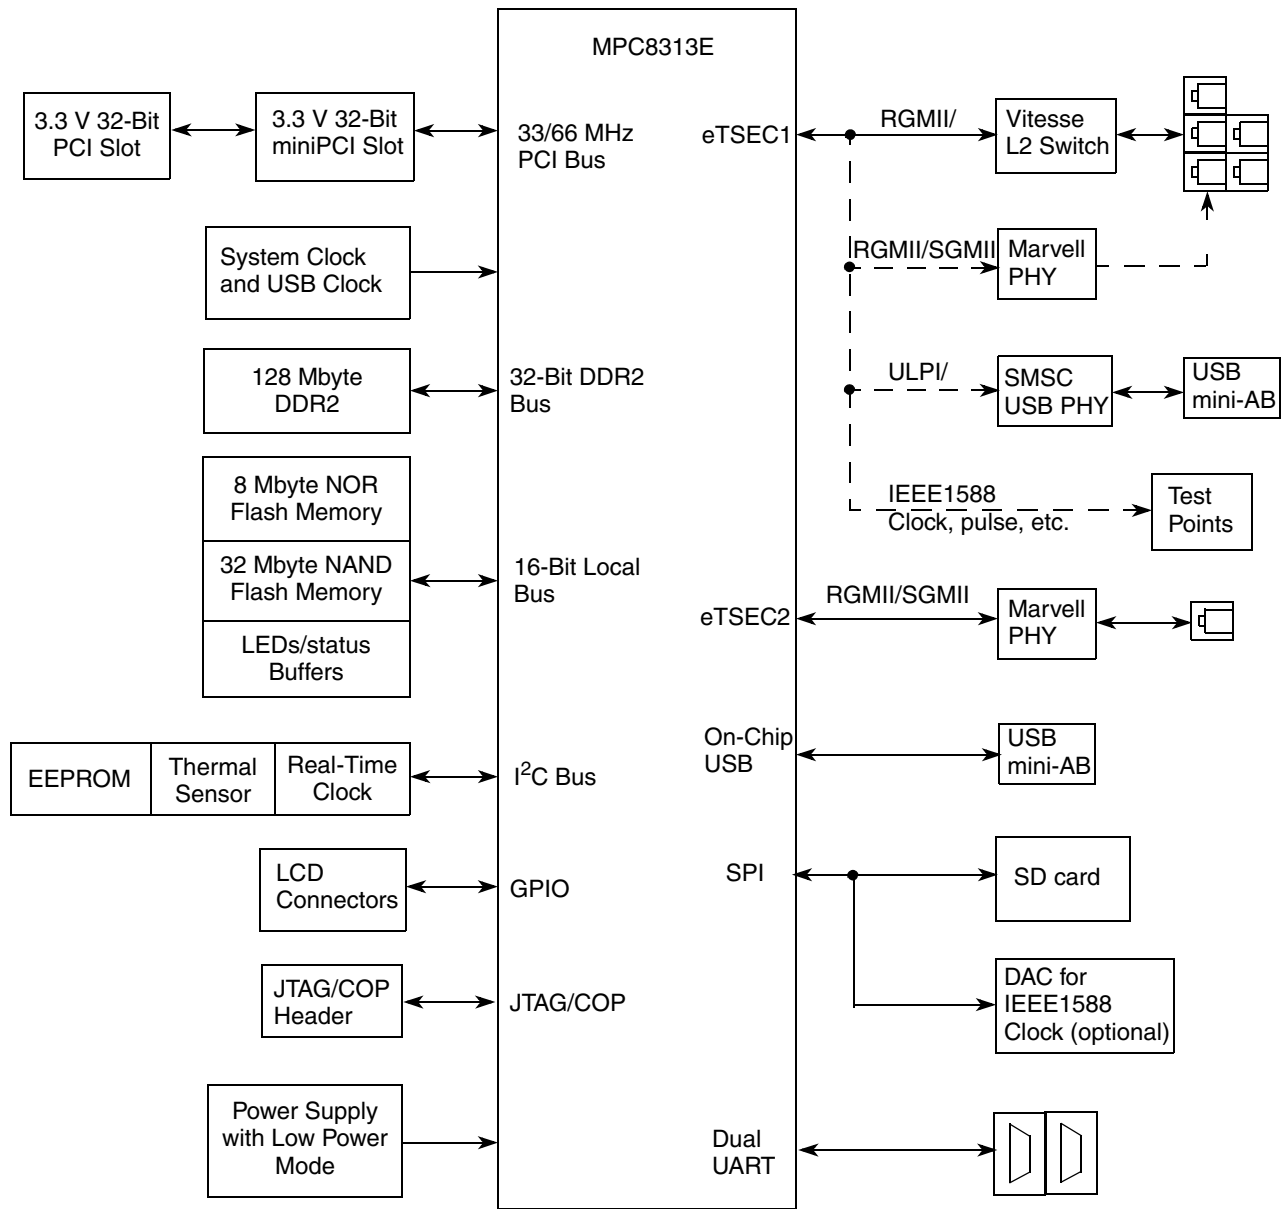 MPC8313E
3.3 V 32-Bit
PCI Slot
3.3 V 32-Bit
miniPCI Slot
33/66 MHz
PCI Bus
System Clock
and USB Clock
128 Mbyte
DDR2
32-Bit DDR2
Bus
8 Mbyte NOR
Flash Memory
32 Mbyte NAND
Flash Memory
LEDs/status
Buffers
16-Bit Local
Bus
EEPROM
Thermal
Sensor
Real-Time
Clock
I²C Bus
LCD
Connectors
GPIO
JTAG/COP
Header
JTAG/COP
Power Supply
with Low Power
Mode
eTSEC1
RGMII/
Vitesse
L2 Switch
RGMII/SGMII
Marvell
PHY
ULPI/
SMSC
USB PHY
USB
mini-AB
IEEE1588
Clock, pulse, etc.
Test
Points
eTSEC2
RGMII/SGMII
Marvell
PHY
On-Chip
USB
USB
mini-AB
SPI
SD card
DAC for
IEEE1588
Clock (optional)
Dual
UART